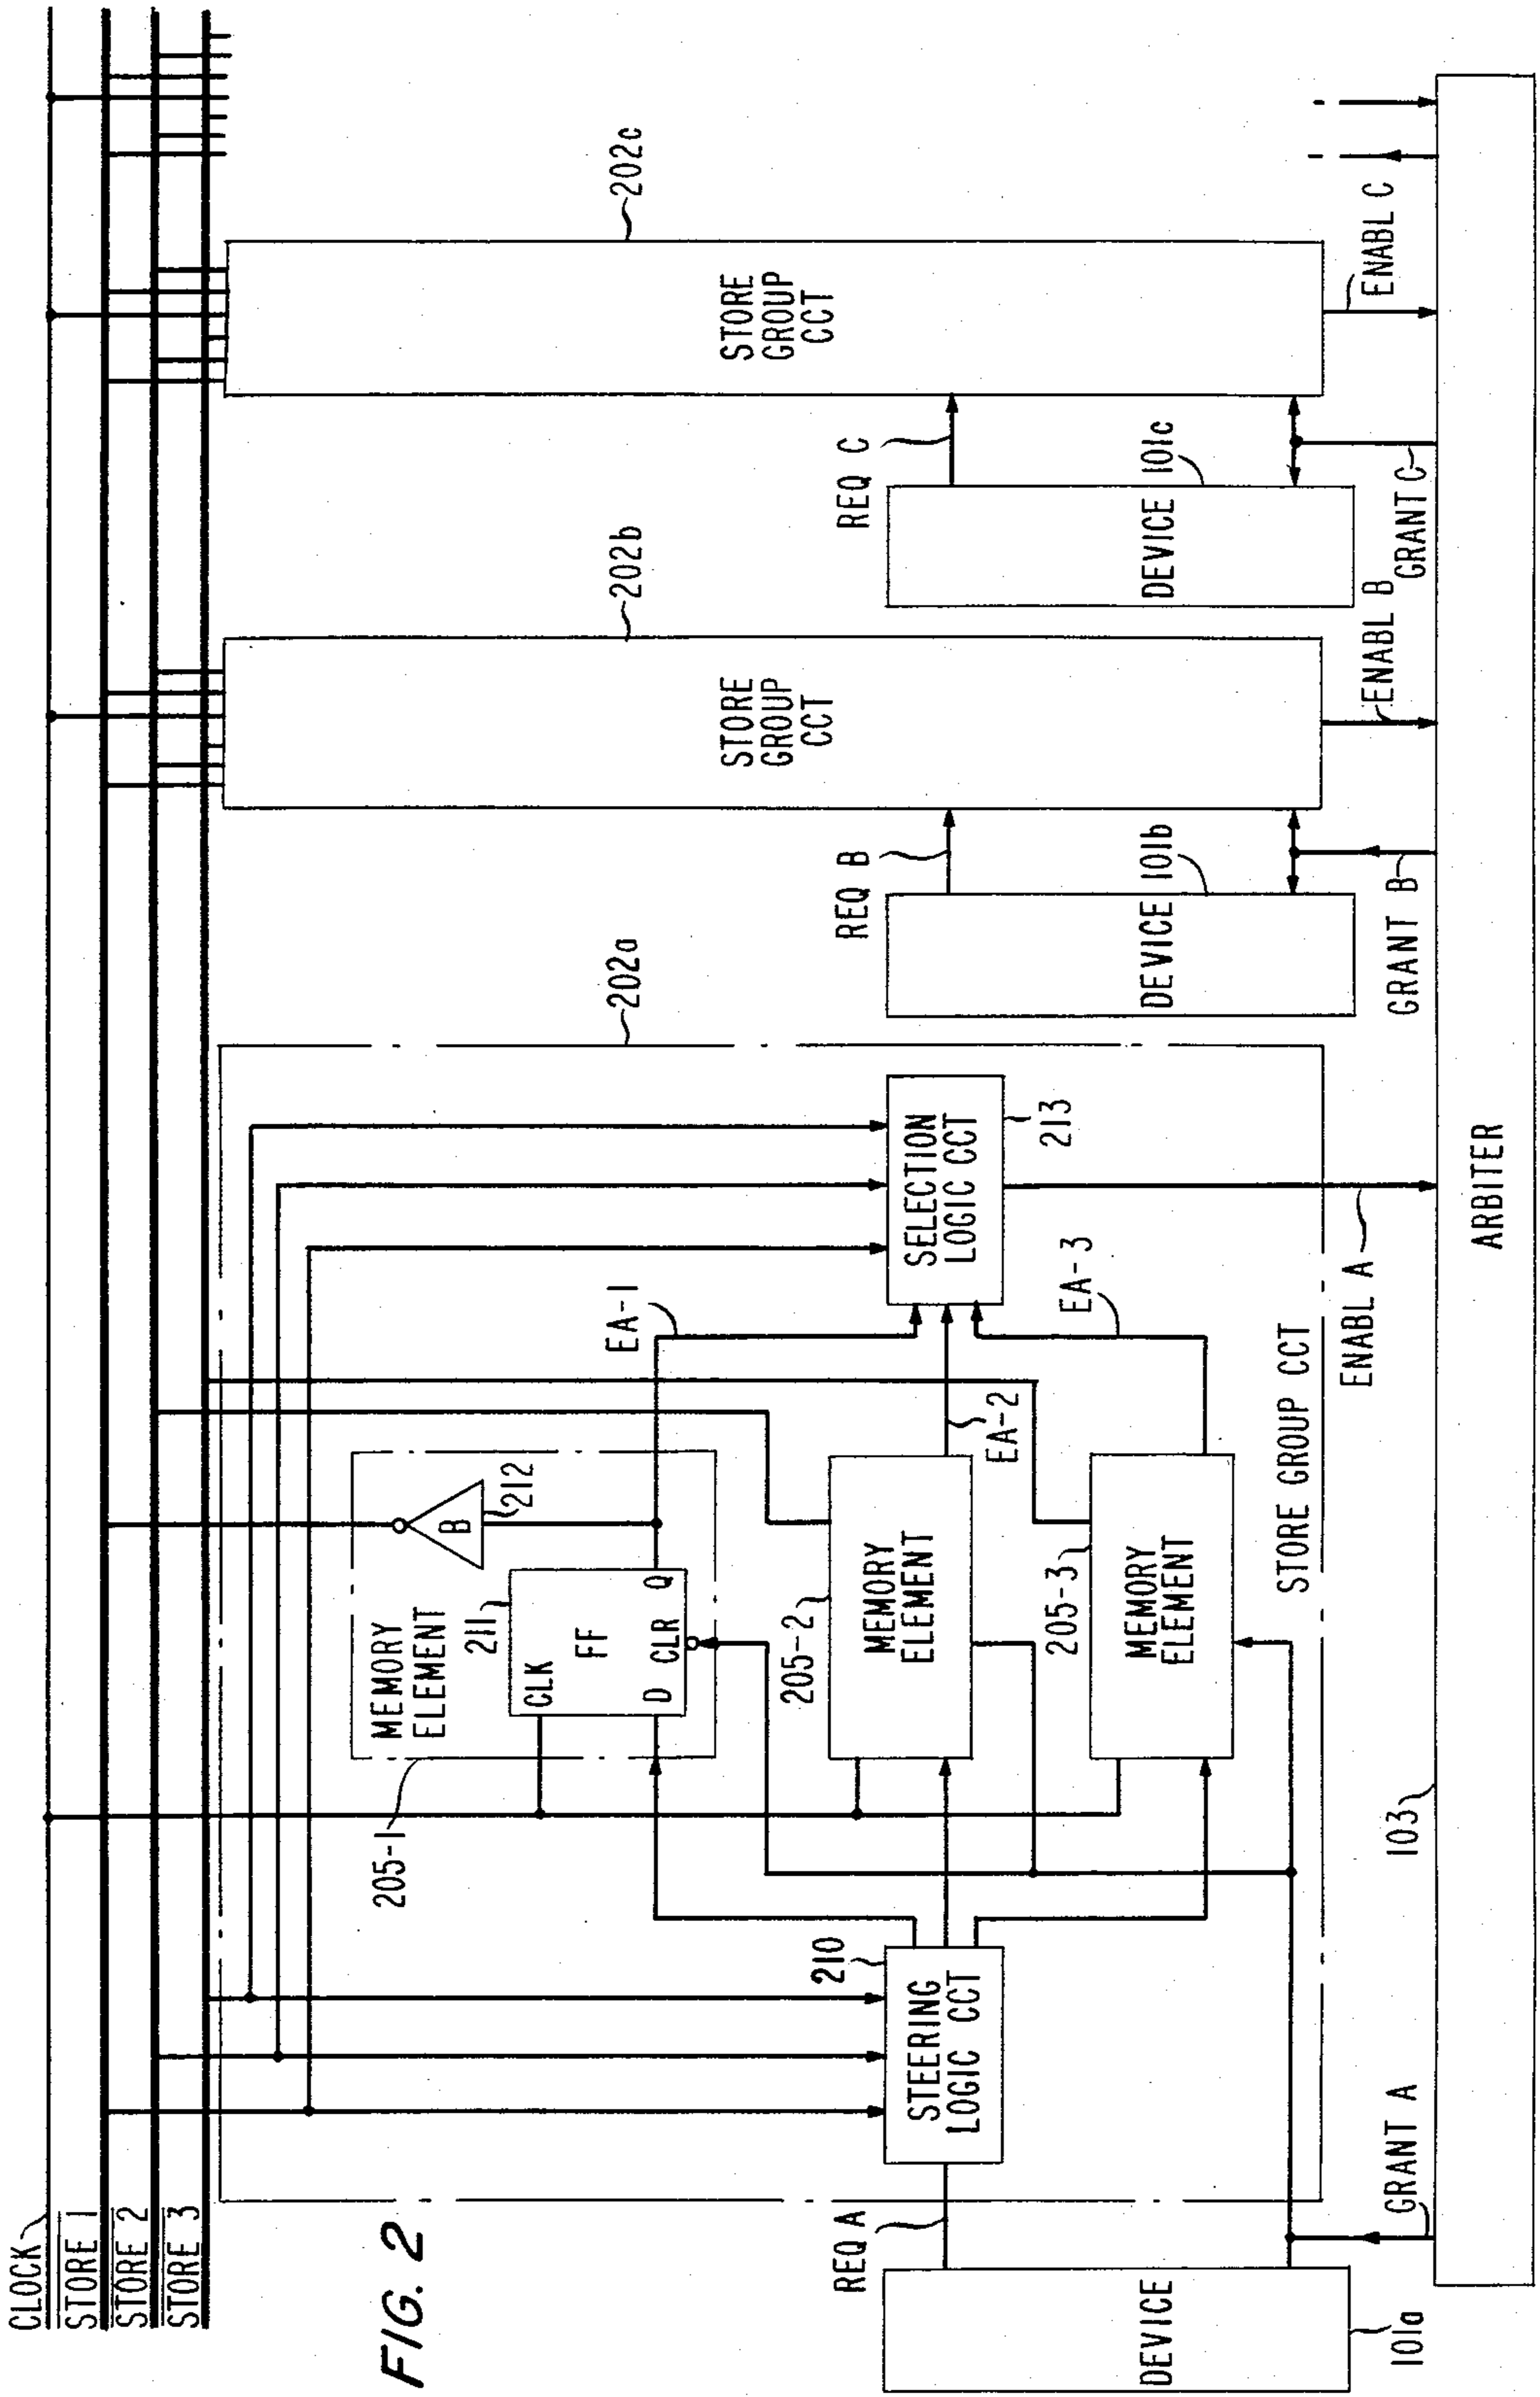 CLOCK
STORE 1
STORE 2
STORE 3
FIG. 2
202a
202b
202c
205-1
MEMORY
ELEMENT
211
CLK
FF
D
CLR
Q
B
212
EA-1
210
STEERING
LOGIC CCT
205-2
MEMORY
ELEMENT
EA-2
SELECTION
LOGIC CCT
213
205-3
MEMORY
ELEMENT
EA-3
STORE GROUP CCT
STORE
GROUP
CCT
STORE
GROUP
CCT
REQ A
DEVICE
101a
GRANT A
ENABL A
REQ B
DEVICE
101b
GRANT B
ENABL B
REQ C
DEVICE
101c
GRANT C
ENABL C
103
ARBITER